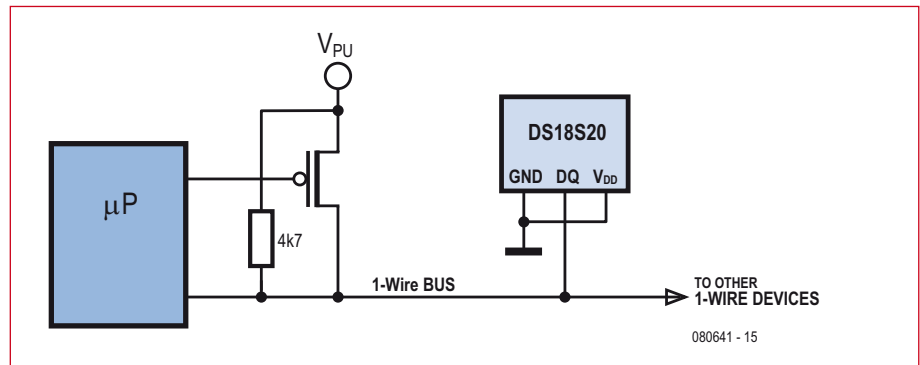 V_PU
DS18S20
GND DQ V_DD
μP
4k7
1-Wire BUS
TO OTHER
1-WIRE DEVICES
080641 - 15